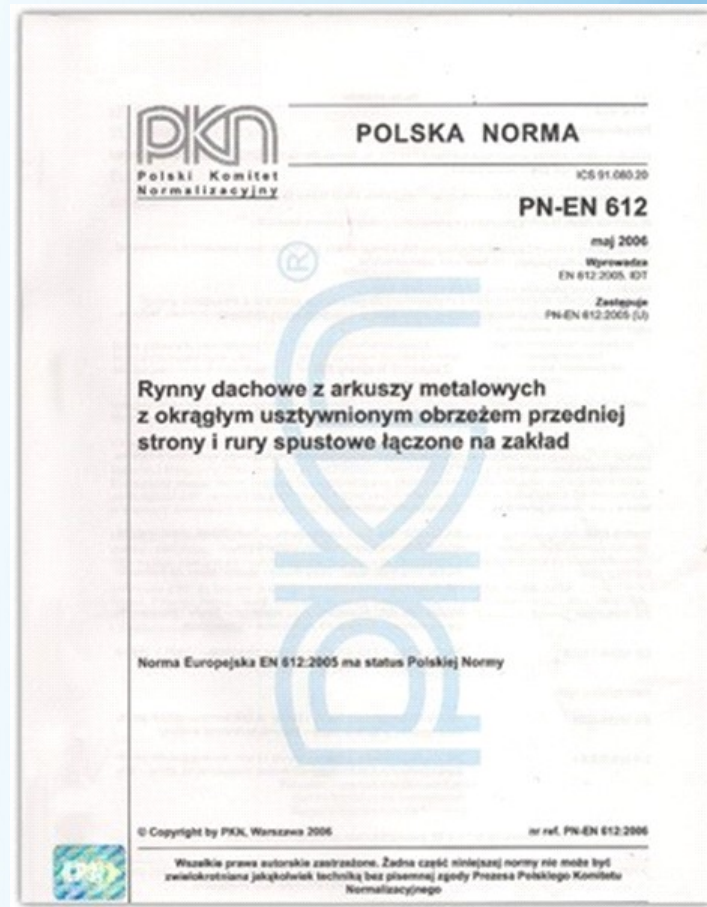 PKN
Polski Komitet
Normalizacyjny
POLSKA NORMA
ICS 91.060.20
PN-EN 612
maj 2006
Wprowadza
EN 612:2005, IDT
Zastępuje
PN-EN 612:2005 (U)
®
Rynny dachowe z arkuszy metalowych
z okrągłym usztywnionym obrzeżem przedniej
strony i rury spustowe łączone na zakład
PKN
Norma Europejska EN 612:2005 ma status Polskiej Normy
© Copyright by PKN, Warszawa 2006
nr ref. PN-EN 612:2006
Wszelkie prawa autorskie zastrzeżone. Żadna część niniejszej normy nie może być
zwielokrotniana jakąkolwiek techniką bez pisemnej zgody Prezesa Polskiego Komitetu
Normalizacyjnego